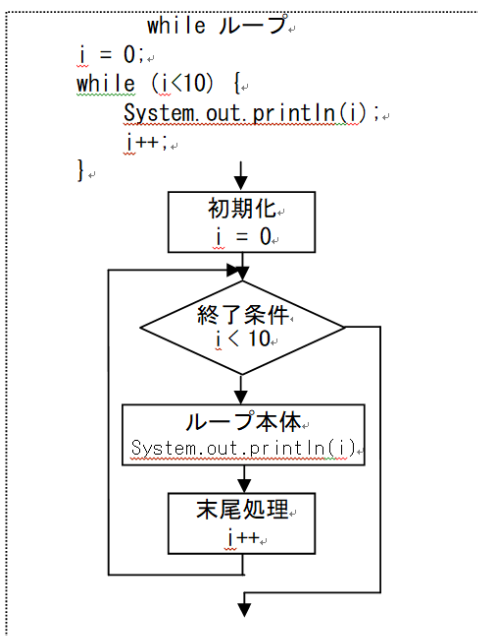 while ループ
i = 0;
while (i<10) {
System.out.println(i);
i++;
}
初期化
i = 0
終了条件
i < 10
ループ本体
System.out.println(i)
末尾処理
i++